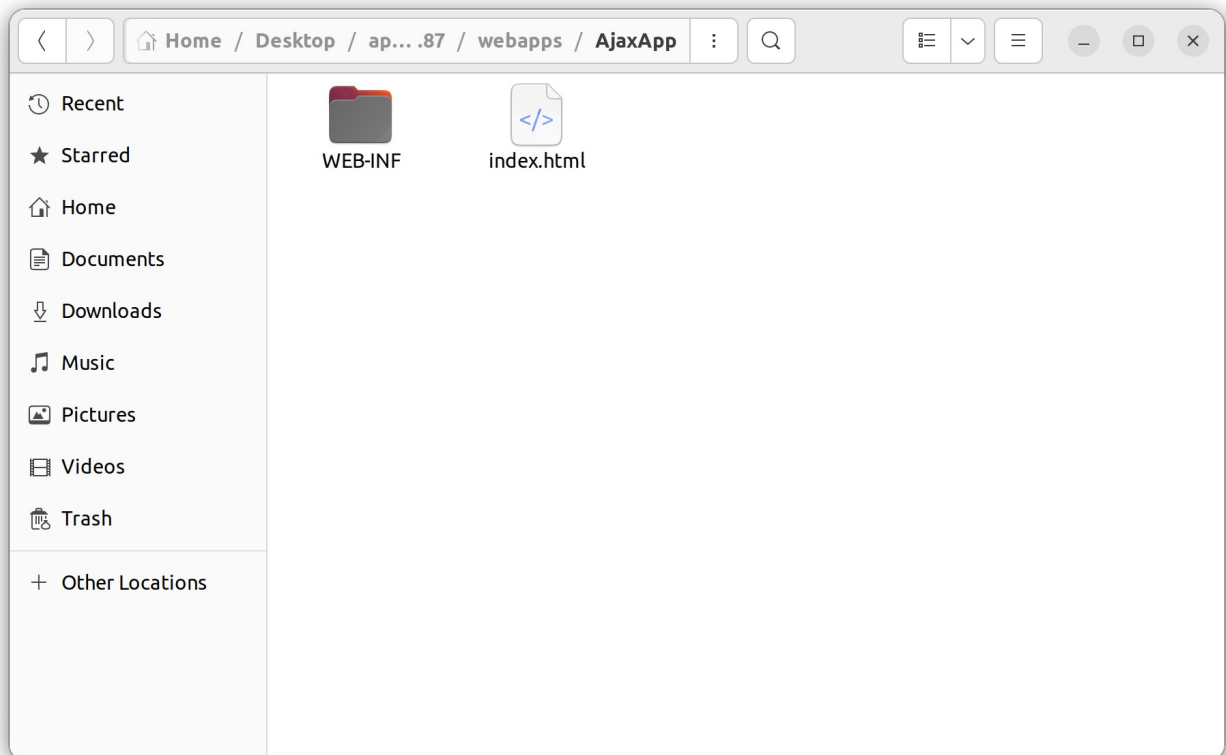 Home / Desktop / ap... .87 / webapps / AjaxApp
Recent
Starred
Home
Documents
Downloads
Music
Pictures
Videos
Trash
+ Other Locations
WEB-INF
</> index.html